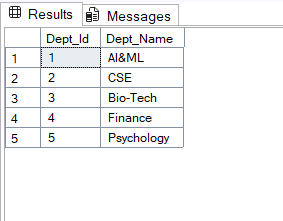 Results Messages
Dept_Id Dept_Name
1 1 AI&ML
2 2 CSE
3 3 Bio-Tech
4 4 Finance
5 5 Psychology